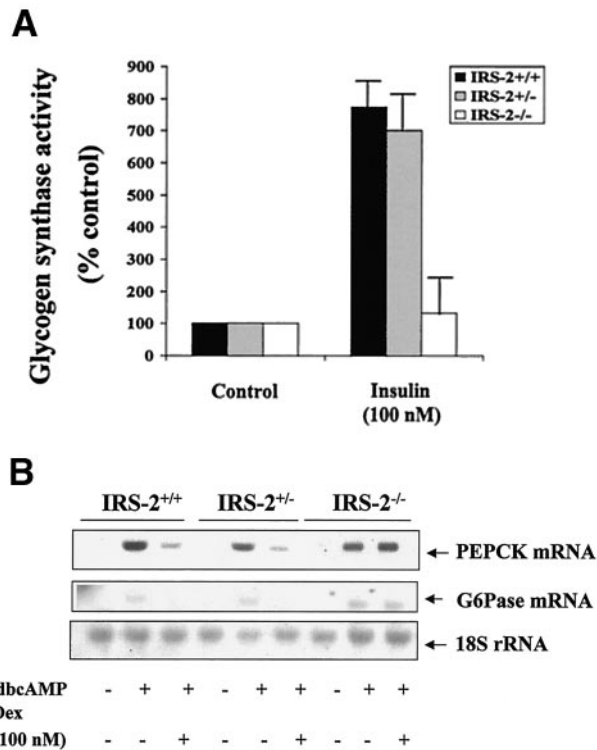 A
Glycogen synthase activity
(% control)
900
800
700
600
500
400
300
200
100
0
IRS-2+/+
IRS-2+/-
IRS-2-/-
Control
Insulin
(100 nM)
B
IRS-2+/+ IRS-2+/- IRS-2-/-
PEPCK mRNA
G6Pase mRNA
18S rRNA
dbcAMP - + + - + + - + +
Dex
100 nM) - - + - - + - - +